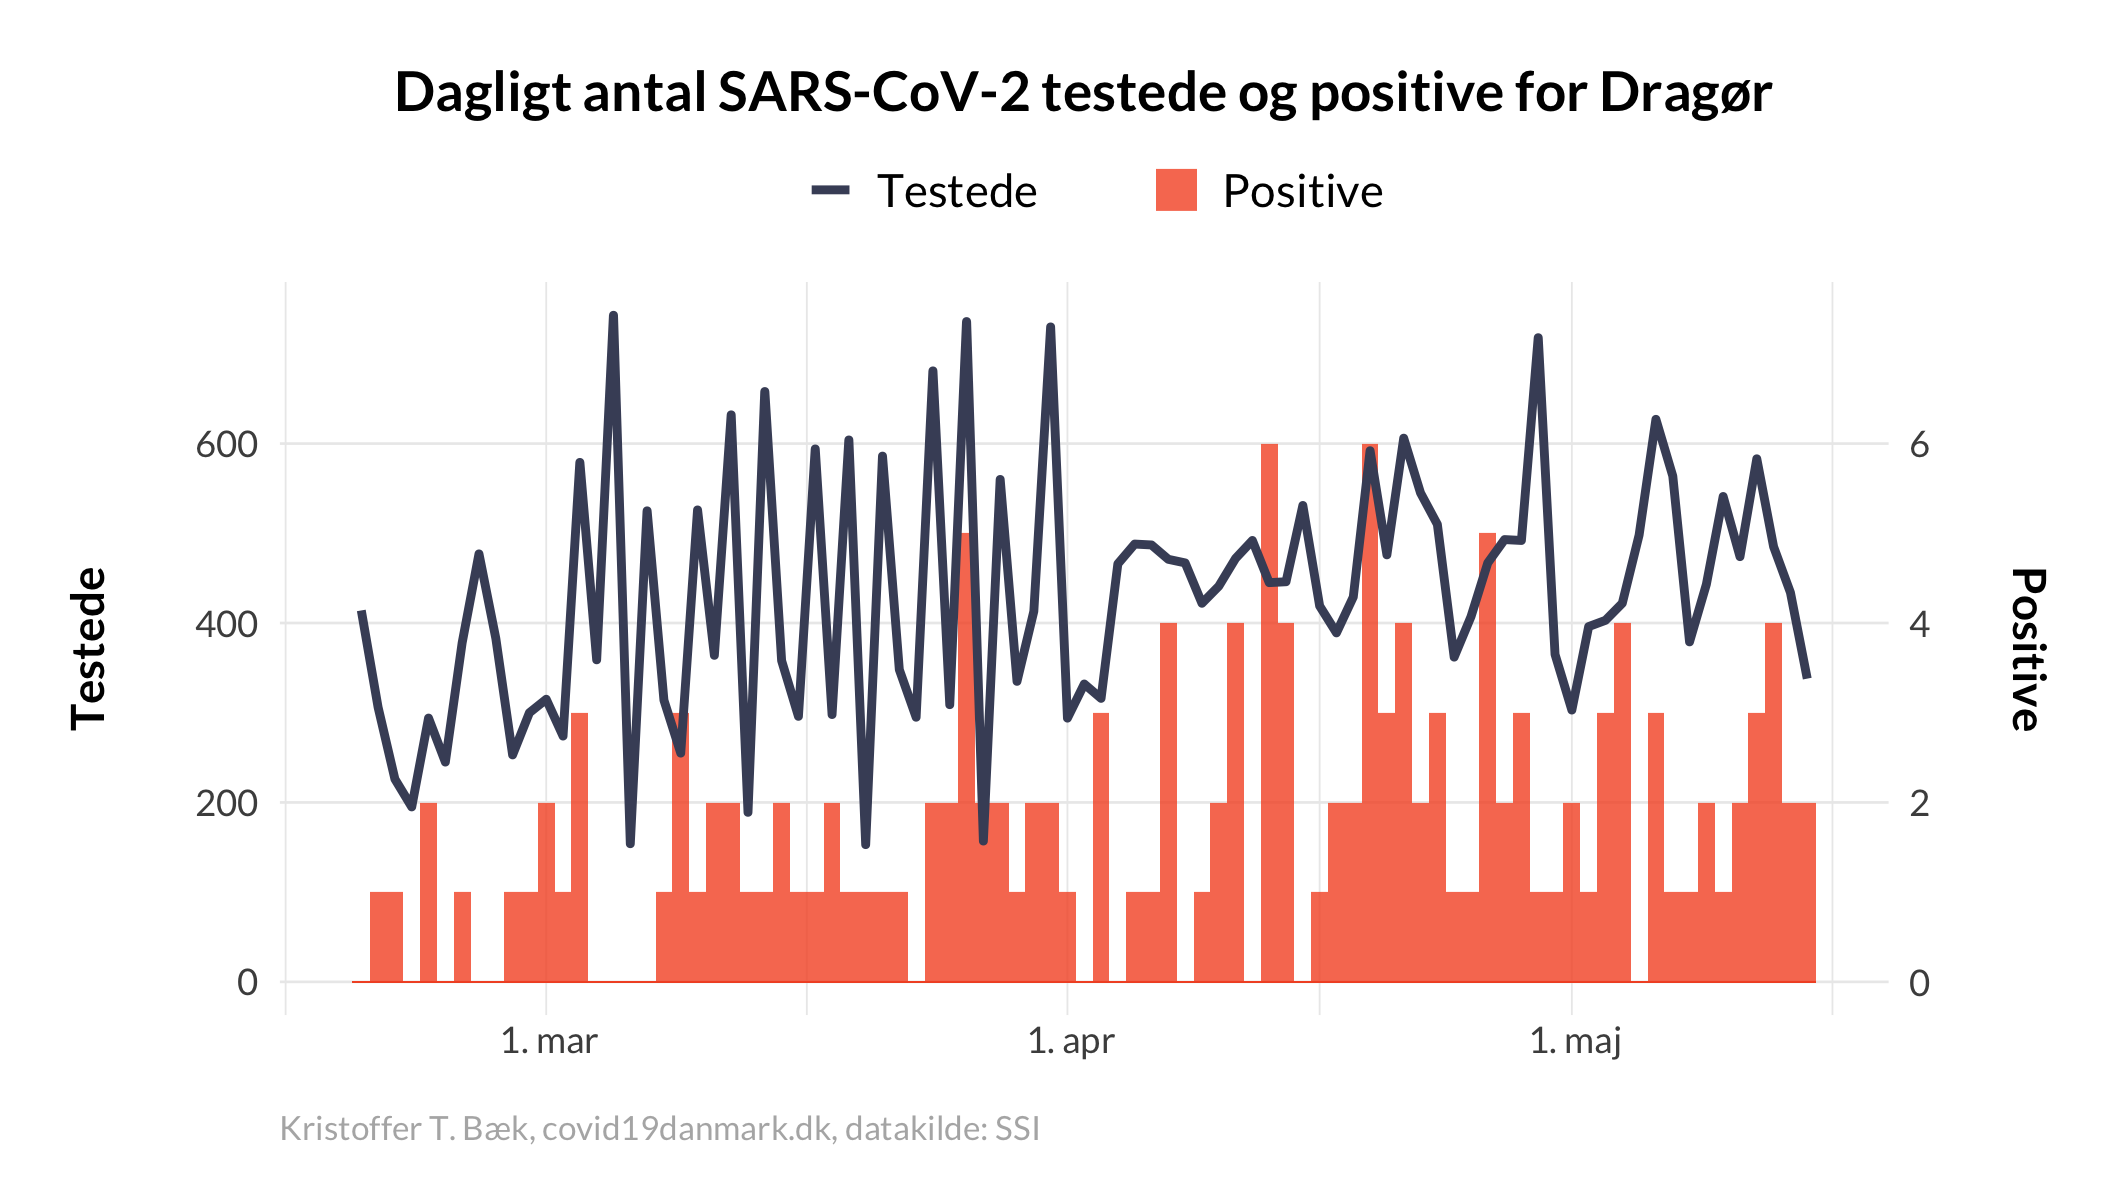 Dagligt antal SARS-CoV-2 testede og positive for Dragør
Testede
Positive
600
400
200
0
6
4
2
0
Testede
Positive
1. mar
1. apr
1. maj
Kristoffer T. Bæk, covid19danmark.dk, datakilde: SSI